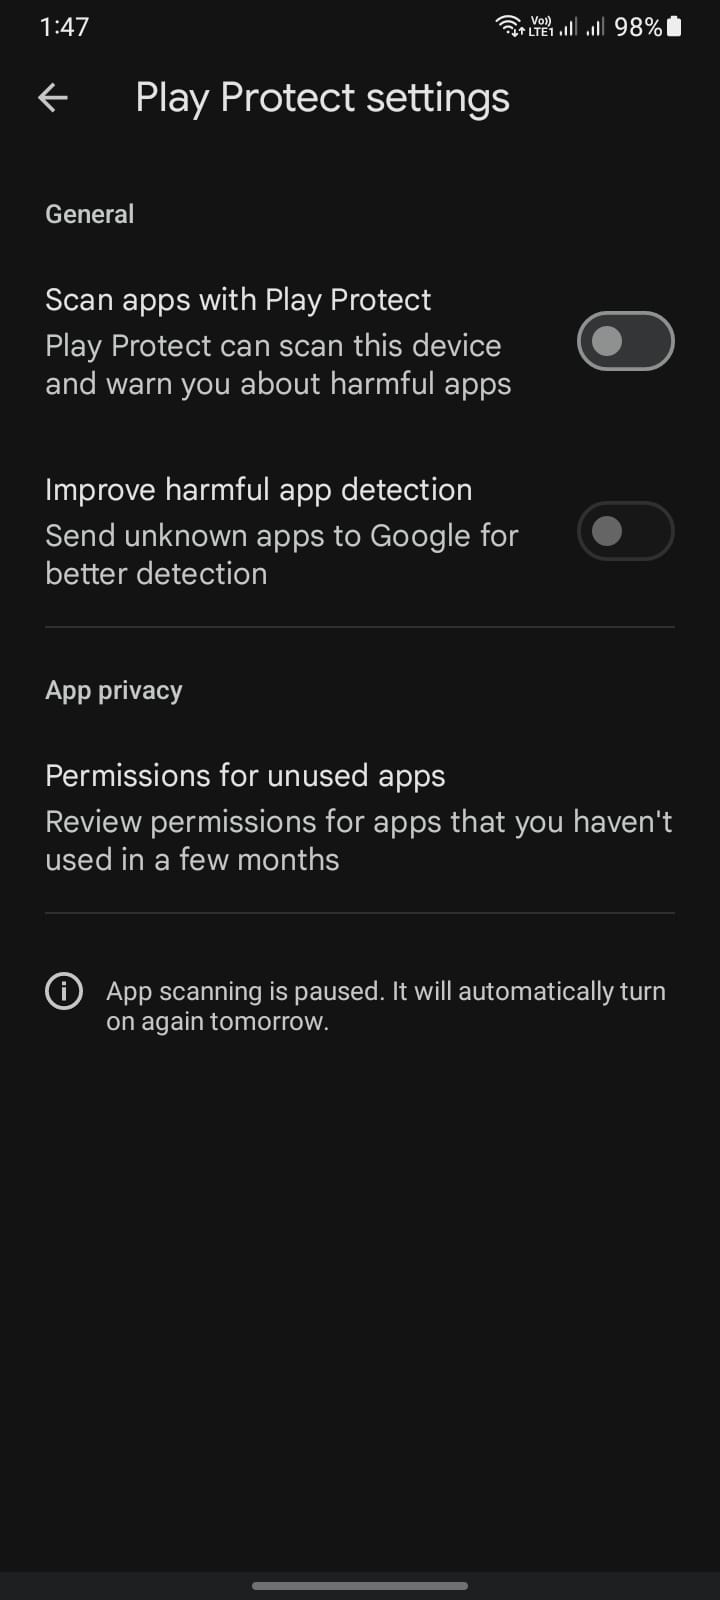 1:47 Vo)) LTE1 98%
Play Protect settings
General
Scan apps with Play Protect
Play Protect can scan this device
and warn you about harmful apps
Improve harmful app detection
Send unknown apps to Google for
better detection
App privacy
Permissions for unused apps
Review permissions for apps that you haven't
used in a few months
App scanning is paused. It will automatically turn
on again tomorrow.